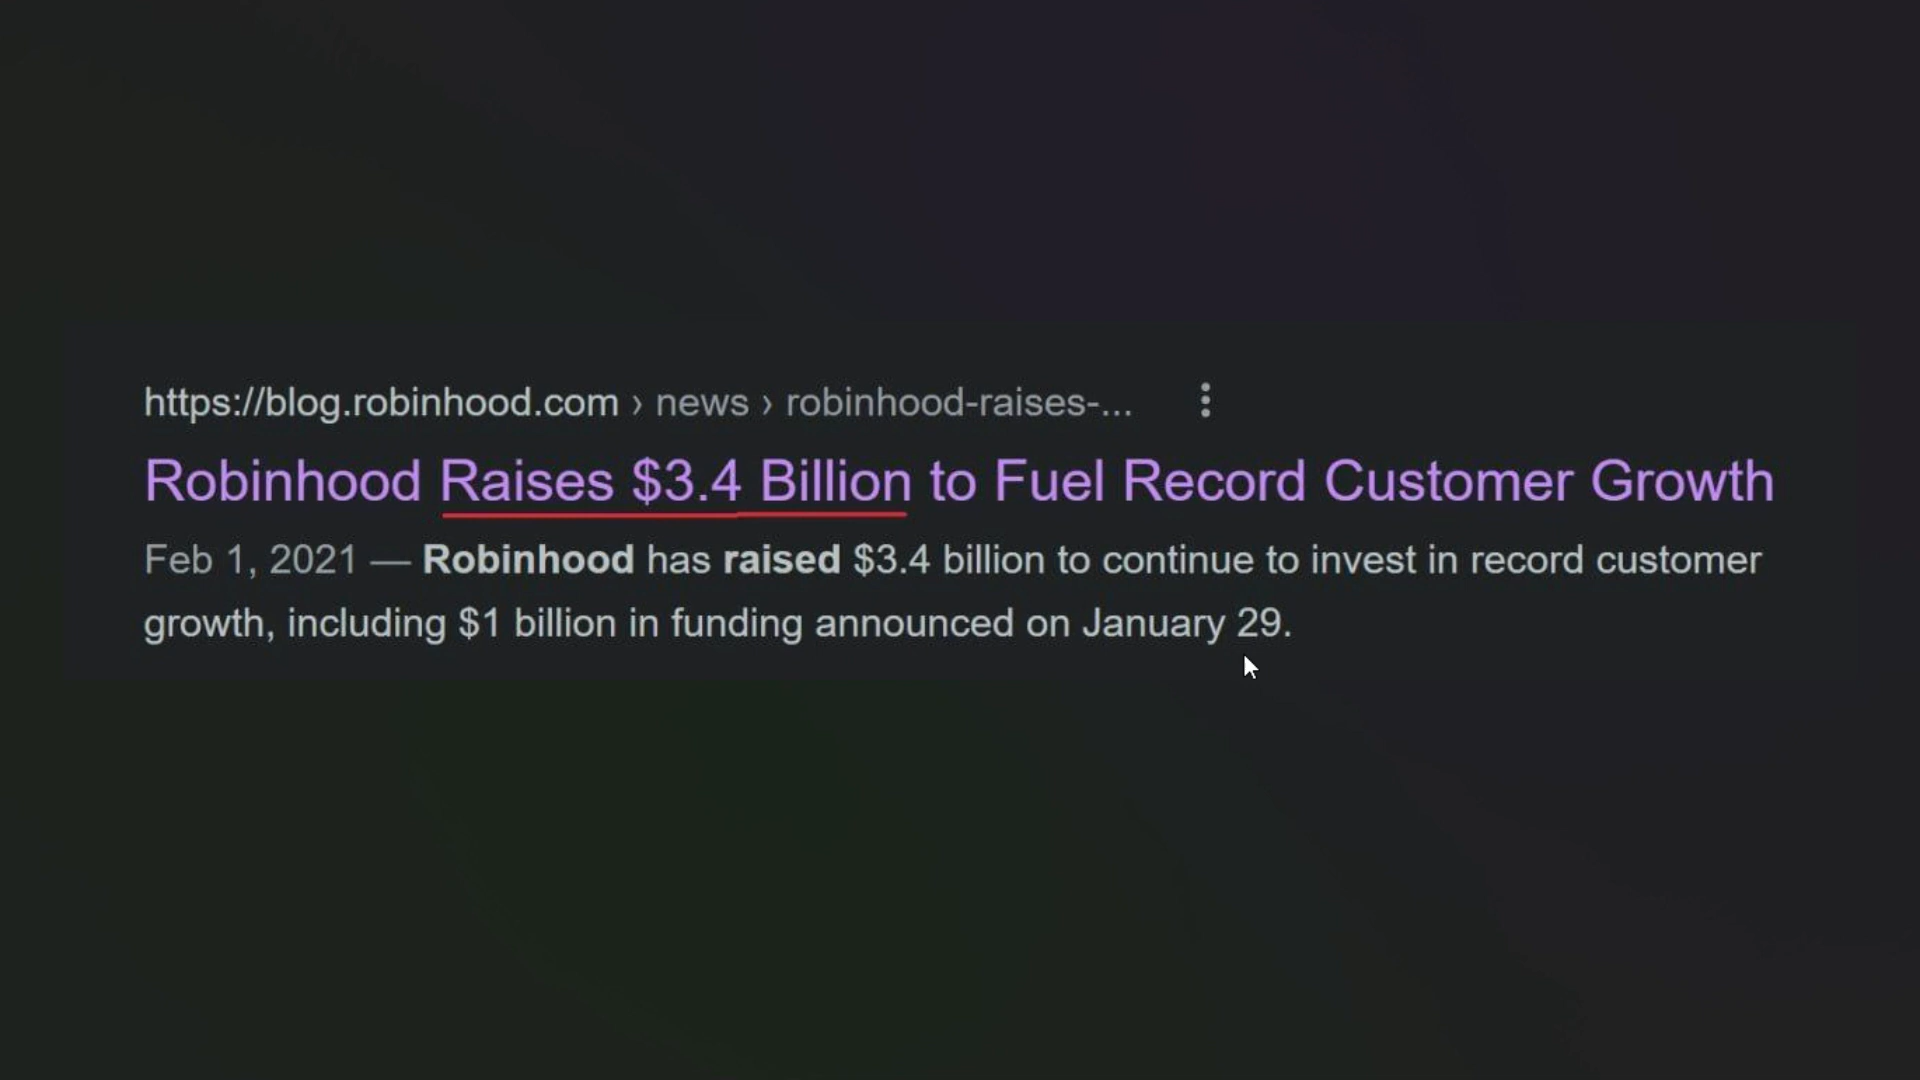 https://blog.robinhood.com › news › robinhood-raises-...
Robinhood Raises $3.4 Billion to Fuel Record Customer Growth
Feb 1, 2021 — Robinhood has raised $3.4 billion to continue to invest in record customer
growth, including $1 billion in funding announced on January 29.